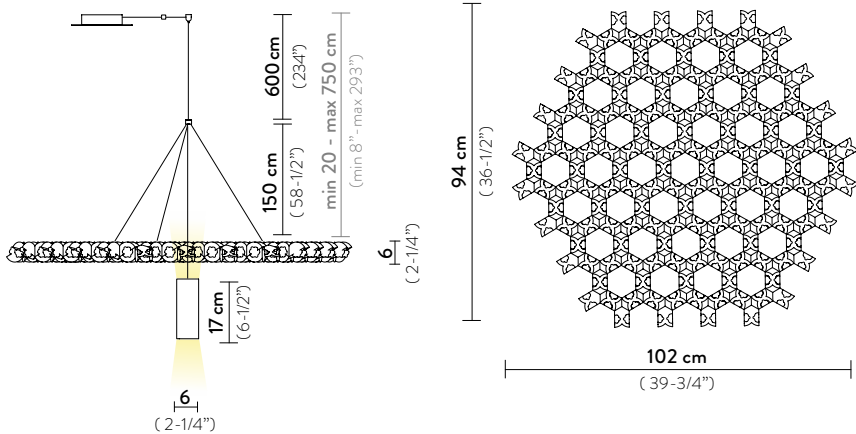 600 cm
(234”)
150 cm
(58-1/2”)
min 20 - max 750 cm
(min 8”- max 293”)
6
(2-1/4”)
17 cm
(6-1/2”)
6
(2-1/4”)
94 cm
(36-1/2”)
102 cm
(39-3/4”)